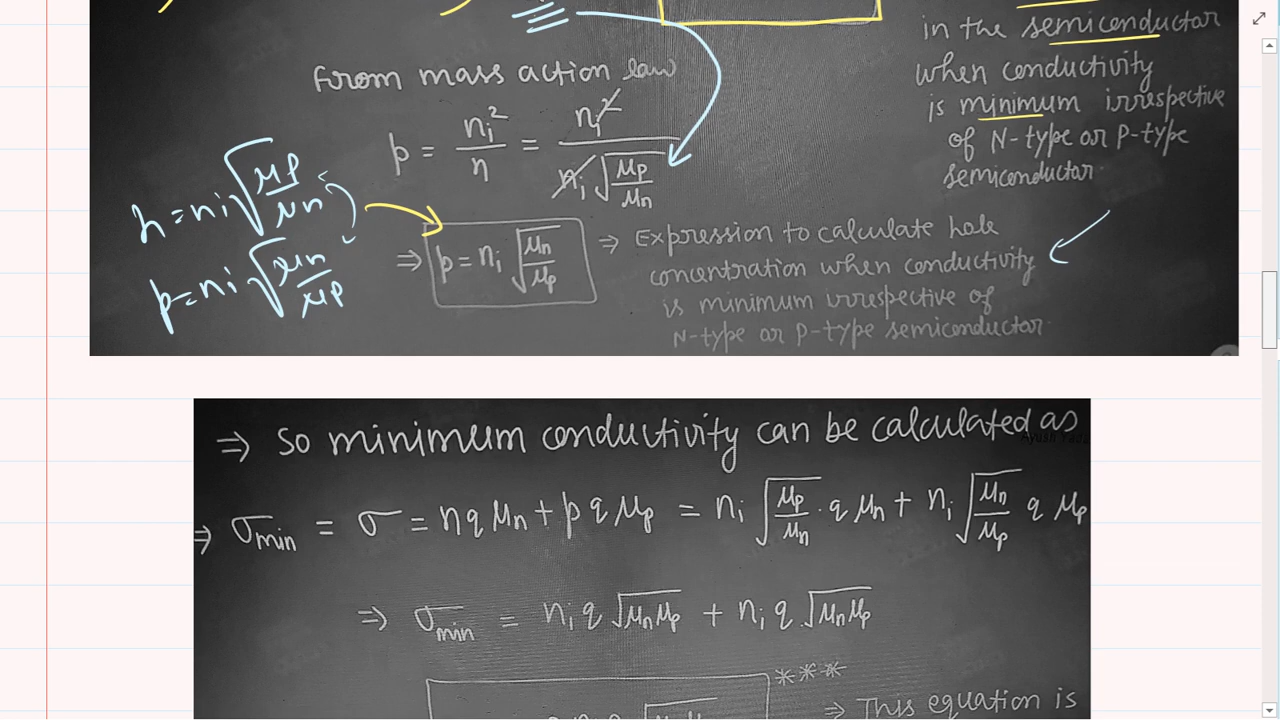 in the semiconductor
when conductivity
is minimum irrespective
of N-type or P-type
semiconductor.
From mass action law
p = ni²/n = ni²/(ni √(μp/μn))
n = ni √(μp/μn)
p = ni √(μn/μp)
⇒ p = ni √(μn/μp) ⇒ Expression to calculate hole
concentration when conductivity
is minimum irrespective of
N-type or P-type semiconductor.
⇒ So minimum conductivity can be calculated as
⇒ σmin = σ = nqμn + pqμp = ni √(μp/μn) · qμn + ni √(μn/μp) qμp
⇒ σmin = ni q √(μnμp) + ni q √(μnμp)
***
⇒ This equation is